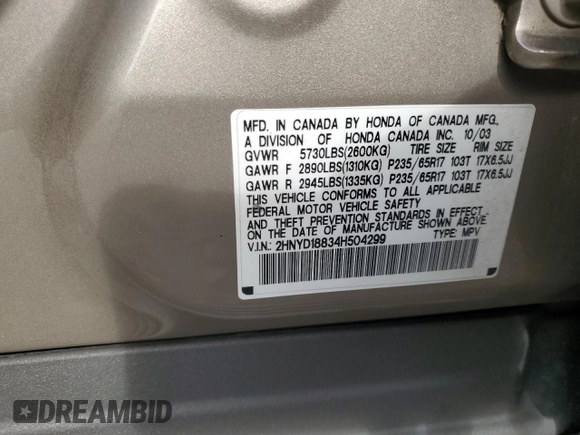 MFD. IN CANADA BY HONDA OF CANADA MFG.,
A DIVISION OF HONDA CANADA INC. 10/03
GVWR 5730LBS(2600KG) TIRE SIZE RIM SIZE
GAWR F 2890LBS(1310KG) P235/65R17 103T 17X6.5JJ
GAWR R 2945LBS(1335KG) P235/65R17 103T 17X6.5JJ
THIS VEHICLE CONFORMS TO ALL APPLICABLE
FEDERAL MOTOR VEHICLE SAFETY
AND THEFT PREVENTION STANDARDS IN EFFECT
ON THE DATE OF MANUFACTURE SHOWN ABOVE.
V.I.N.: 2HNYD18834H504299 TYPE: MPV
DREAMBID